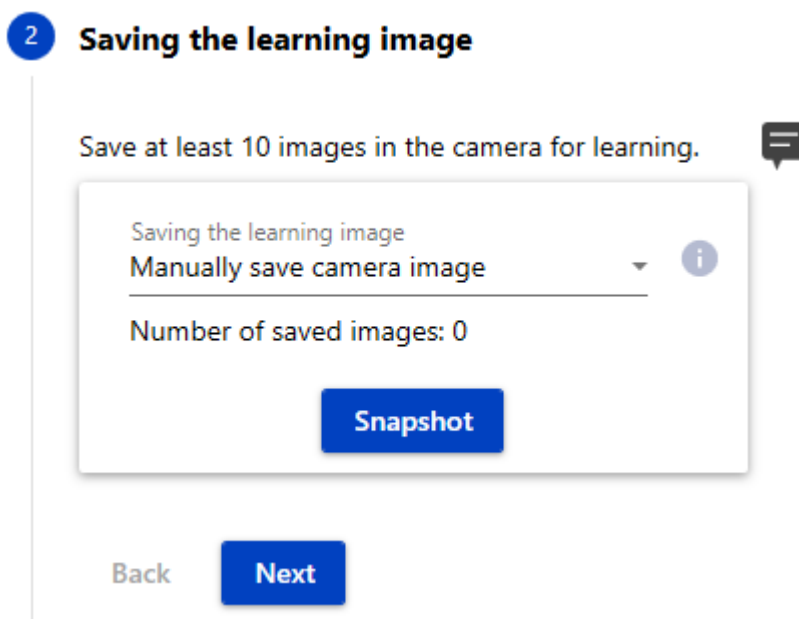 2
Saving the learning image
Save at least 10 images in the camera for learning.
Saving the learning image
Manually save camera image
i
Number of saved images: 0
Snapshot
Back
Next